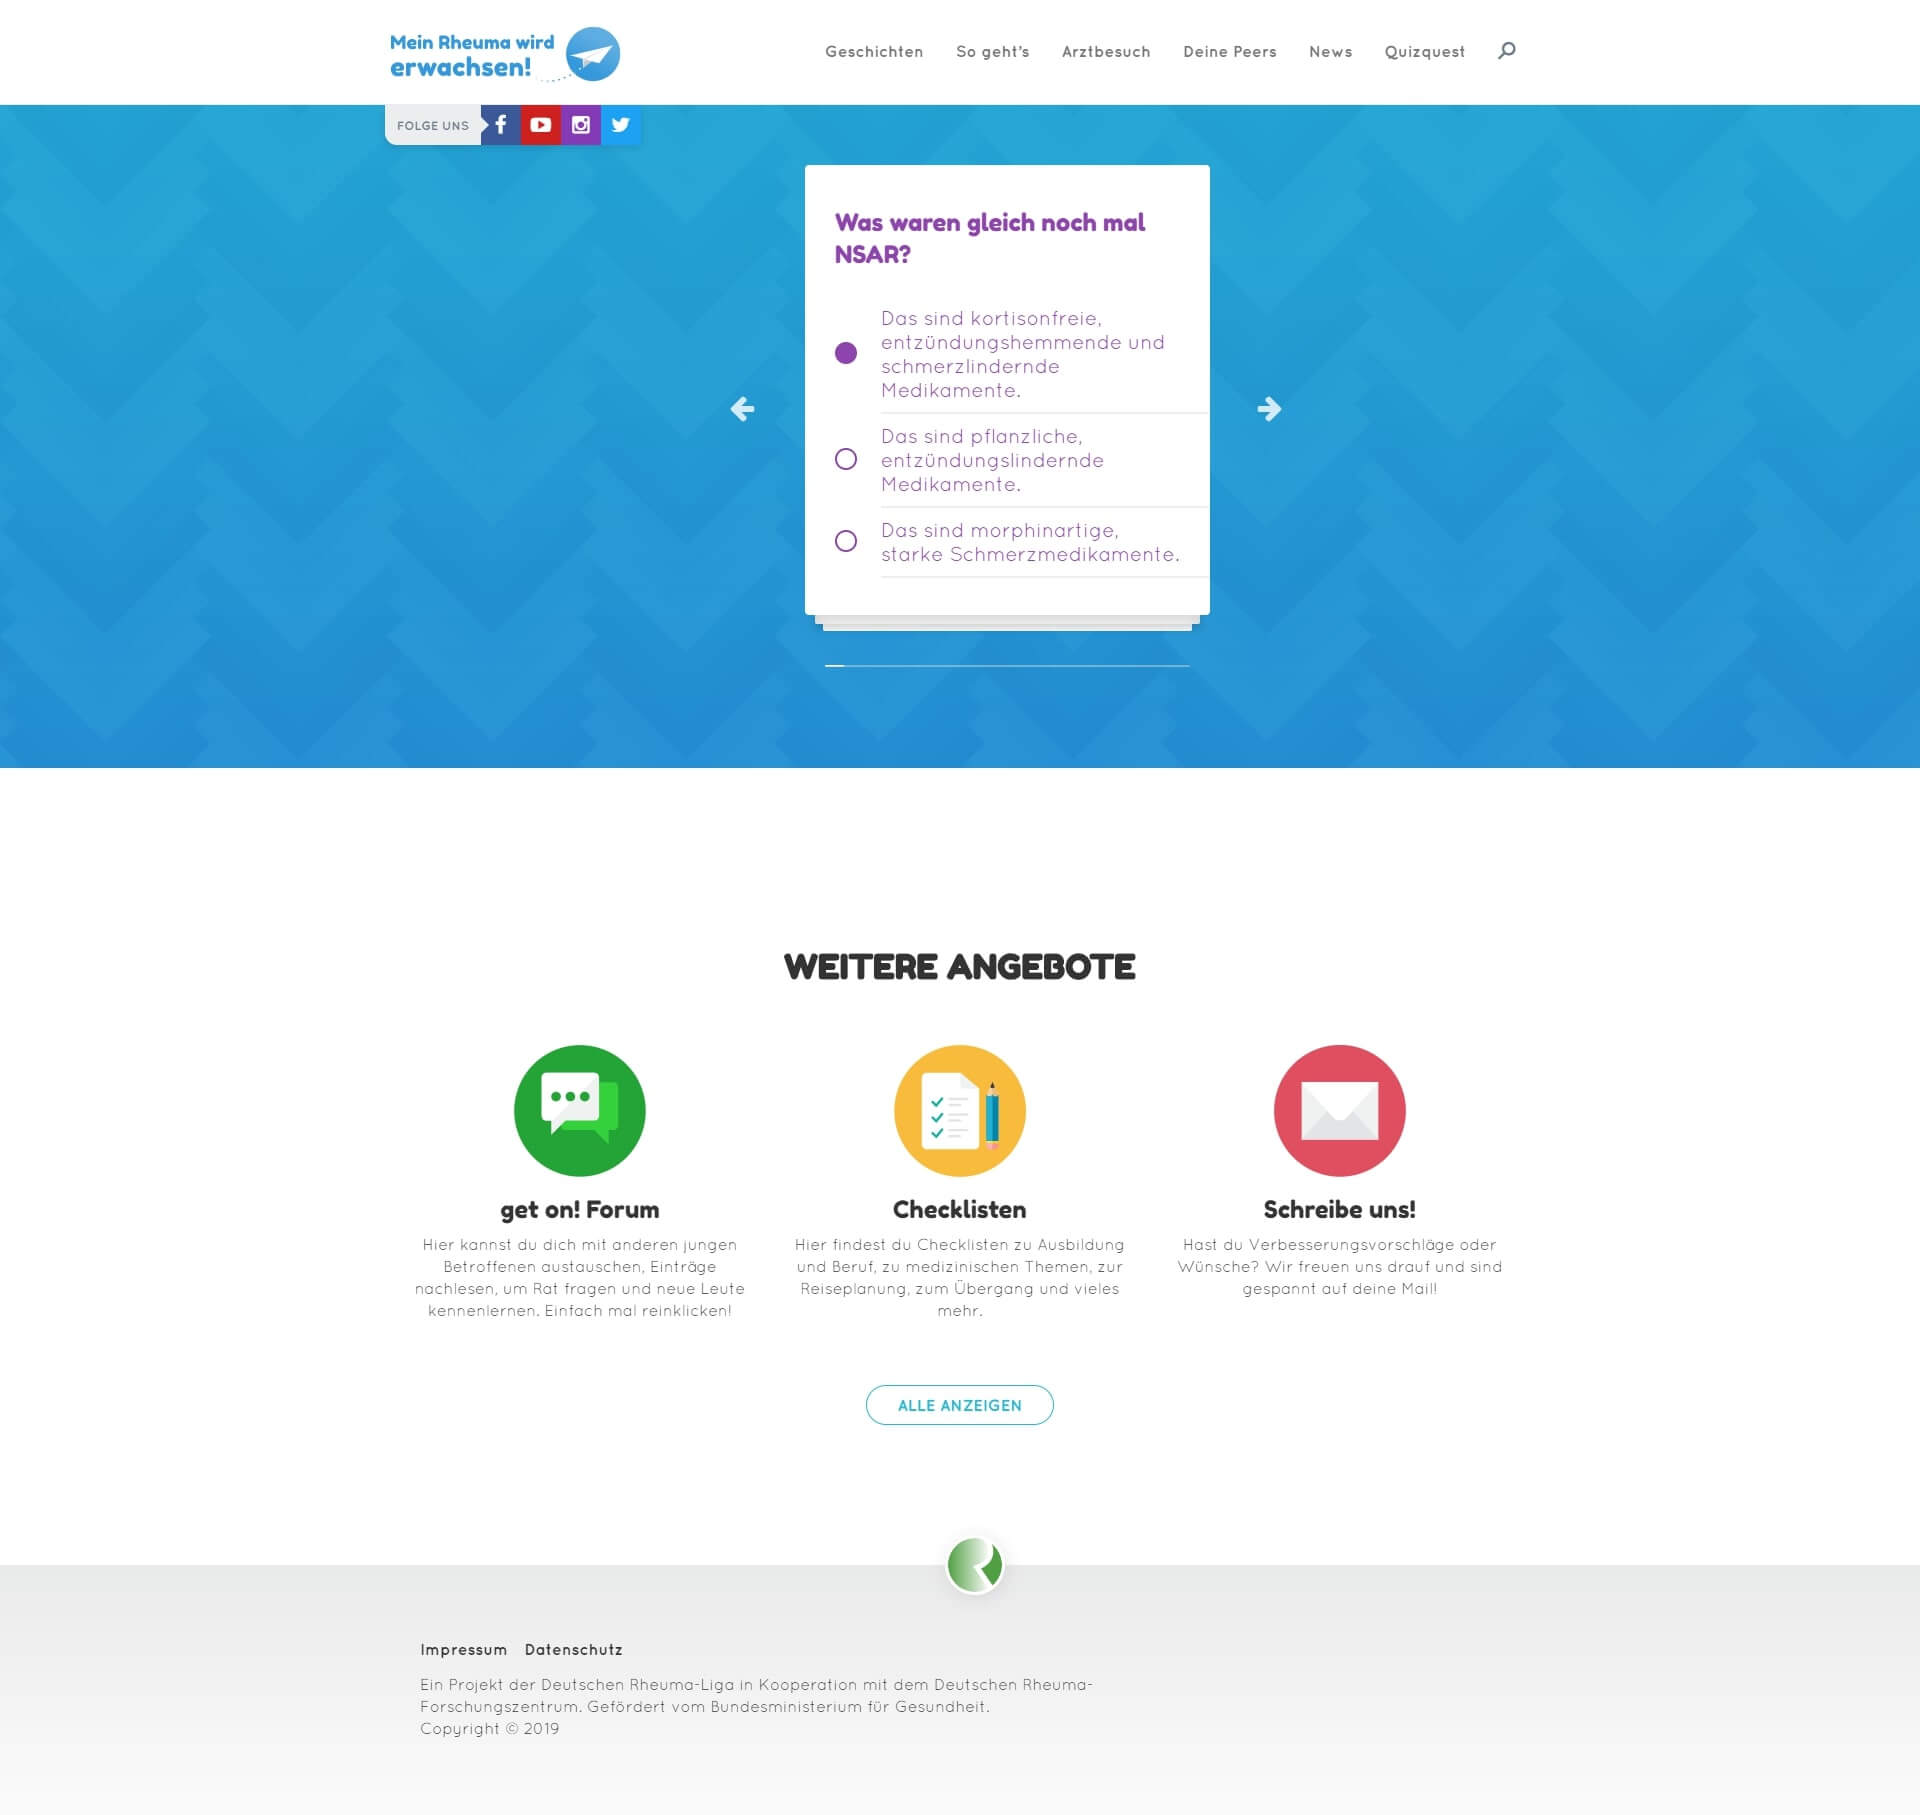 Mein Rheuma wird
erwachsen!
Geschichten So geht's Arztbesuch Deine Peers News Quizquest
FOLGE UNS
Was waren gleich noch mal
NSAR?
Das sind kortisonfreie,
entzündungshemmende und
schmerzlindernde
Medikamente.
Das sind pflanzliche,
entzündungslindernde
Medikamente.
Das sind morphinartige,
starke Schmerzmedikamente.
WEITERE ANGEBOTE
get on! Forum
Hier kannst du dich mit anderen jungen
Betroffenen austauschen, Einträge
nachlesen, um Rat fragen und neue Leute
kennenlernen. Einfach mal reinklicken!
Checklisten
Hier findest du Checklisten zu Ausbildung
und Beruf, zu medizinischen Themen, zur
Reiseplanung, zum Übergang und vieles
mehr.
Schreibe uns!
Hast du Verbesserungsvorschläge oder
Wünsche? Wir freuen uns drauf und sind
gespannt auf deine Mail!
ALLE ANZEIGEN
Impressum Datenschutz
Ein Projekt der Deutschen Rheuma-Liga in Kooperation mit dem Deutschen Rheuma-
Forschungszentrum. Gefördert vom Bundesministerium für Gesundheit.
Copyright © 2019